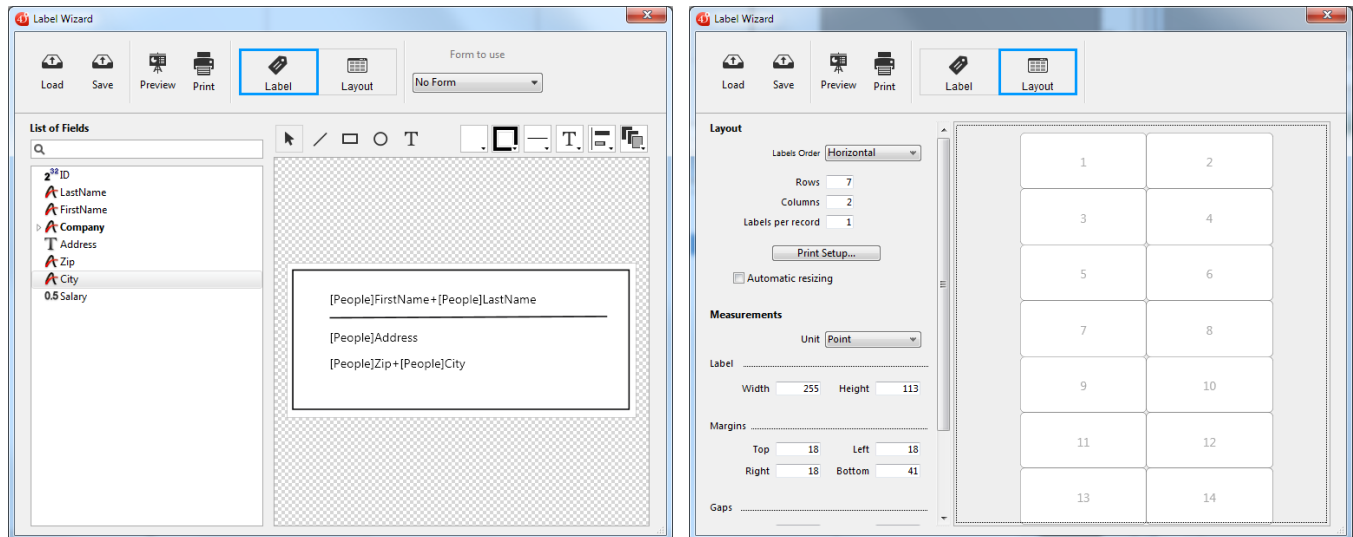 Label Wizard
Load Save Preview Print Label Layout
Form to use
No Form
List of Fields
T T
2³² ID
LastName
FirstName
Company
T Address
Zip
City
0.5 Salary
[People]FirstName+[People]LastName
[People]Address
[People]Zip+[People]City
Label Wizard
Load Save Preview Print Label Layout
Layout
Labels Order Horizontal
Rows 7
Columns 2
Labels per record 1
Print Setup...
Automatic resizing
Measurements
Unit Point
Label
Width 255 Height 113
Margins
Top 18 Left 18
Right 18 Bottom 41
Gaps
1 2
3 4
5 6
7 8
9 10
11 12
13 14